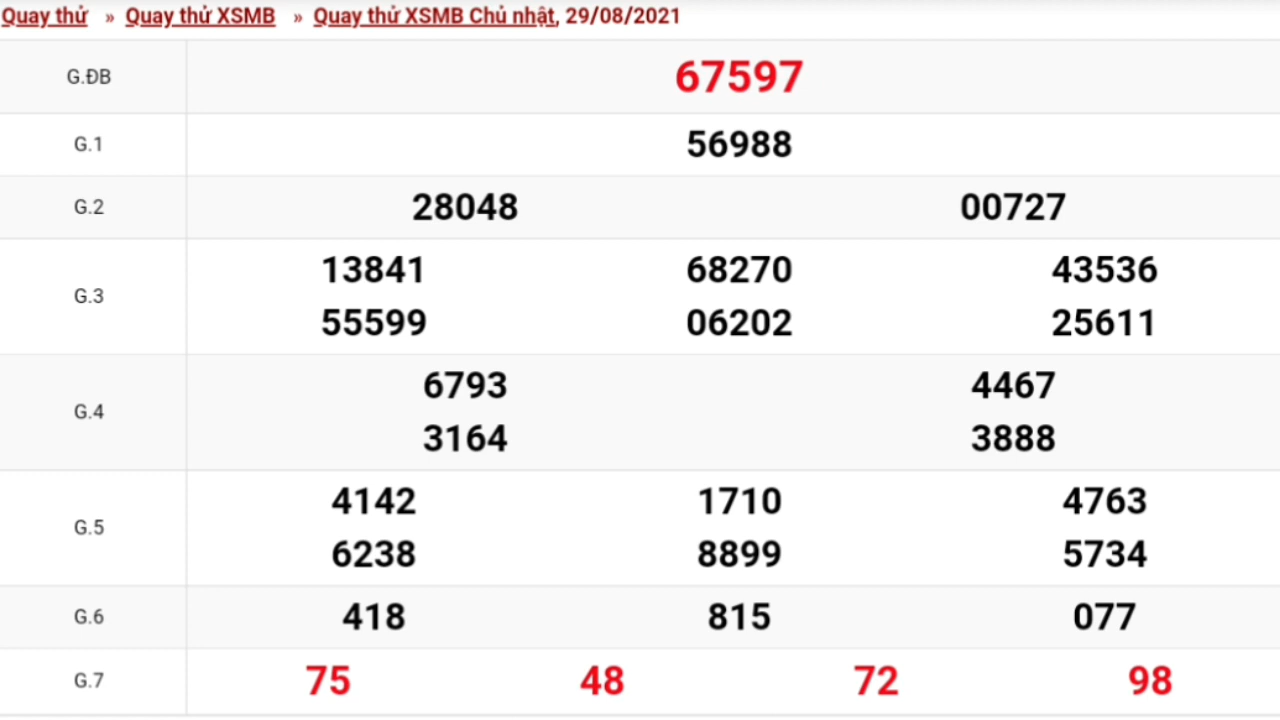 Quay thử » Quay thử XSMB » Quay thử XSMB Chủ nhật, 29/08/2021
G.ĐB 67597
G.1 56988
G.2 28048 00727
G.3 13841 68270 43536
55599 06202 25611
G.4 6793 4467
3164 3888
G.5 4142 1710 4763
6238 8899 5734
G.6 418 815 077
G.7 75 48 72 98